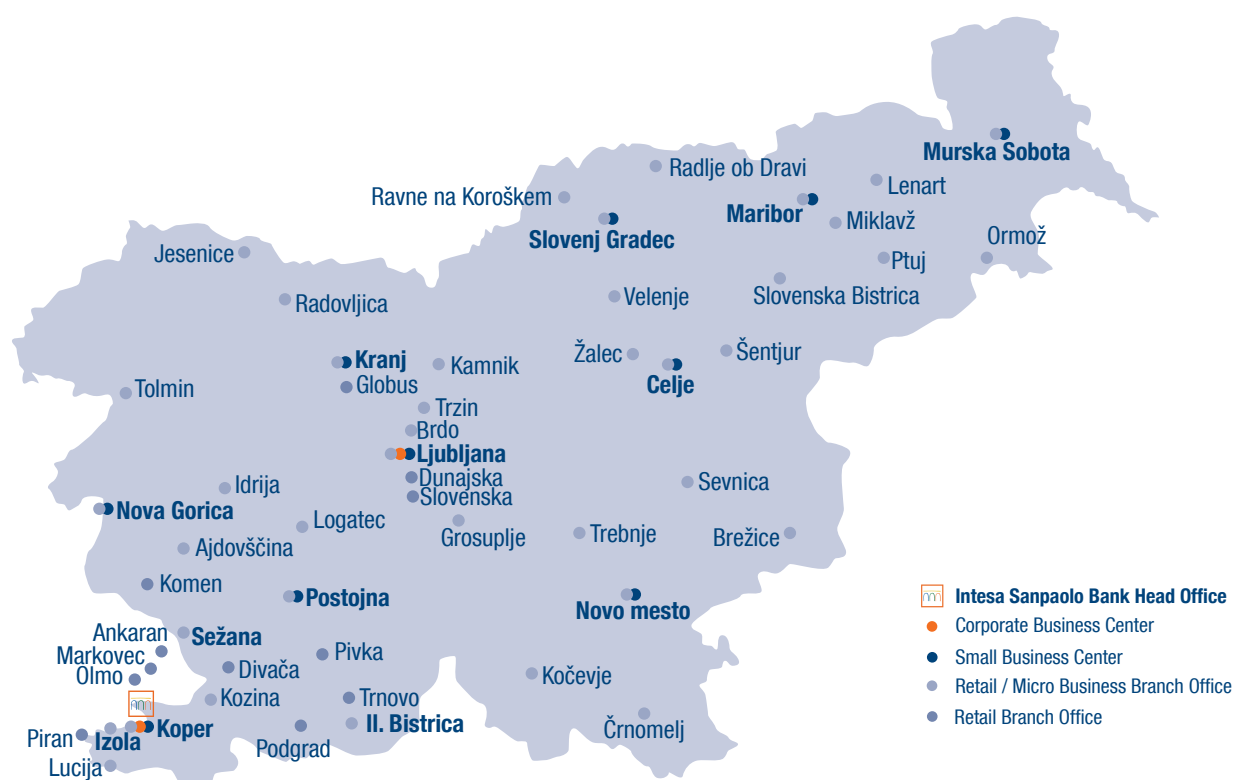 Murska Sobota
Radlje ob Dravi
Lenart
Ravne na Koroškem
Maribor
Miklavž
Slovenj Gradec
Ormož
Jesenice
Ptuj
Radovljica
Velenje
Slovenska Bistrica
Kranj
Kamnik
Žalec
Šentjur
Globus
Celje
Tolmin
Trzin
Brdo
Ljubljana
Dunajska
Sevnica
Idrija
Slovenska
Nova Gorica
Logatec
Grosuplje
Trebnje
Brežice
Ajdovščina
Komen
Postojna
Novo mesto
Intesa Sanpaolo Bank Head Office
Corporate Business Center
Small Business Center
Retail / Micro Business Branch Office
Retail Branch Office
Ankaran
Sežana
Markovec
Pivka
Olmo
Divača
Kočevje
Kozina
Trnovo
Koper
Il. Bistrica
Črnomelj
Piran
Izola
Podgrad
Lucija